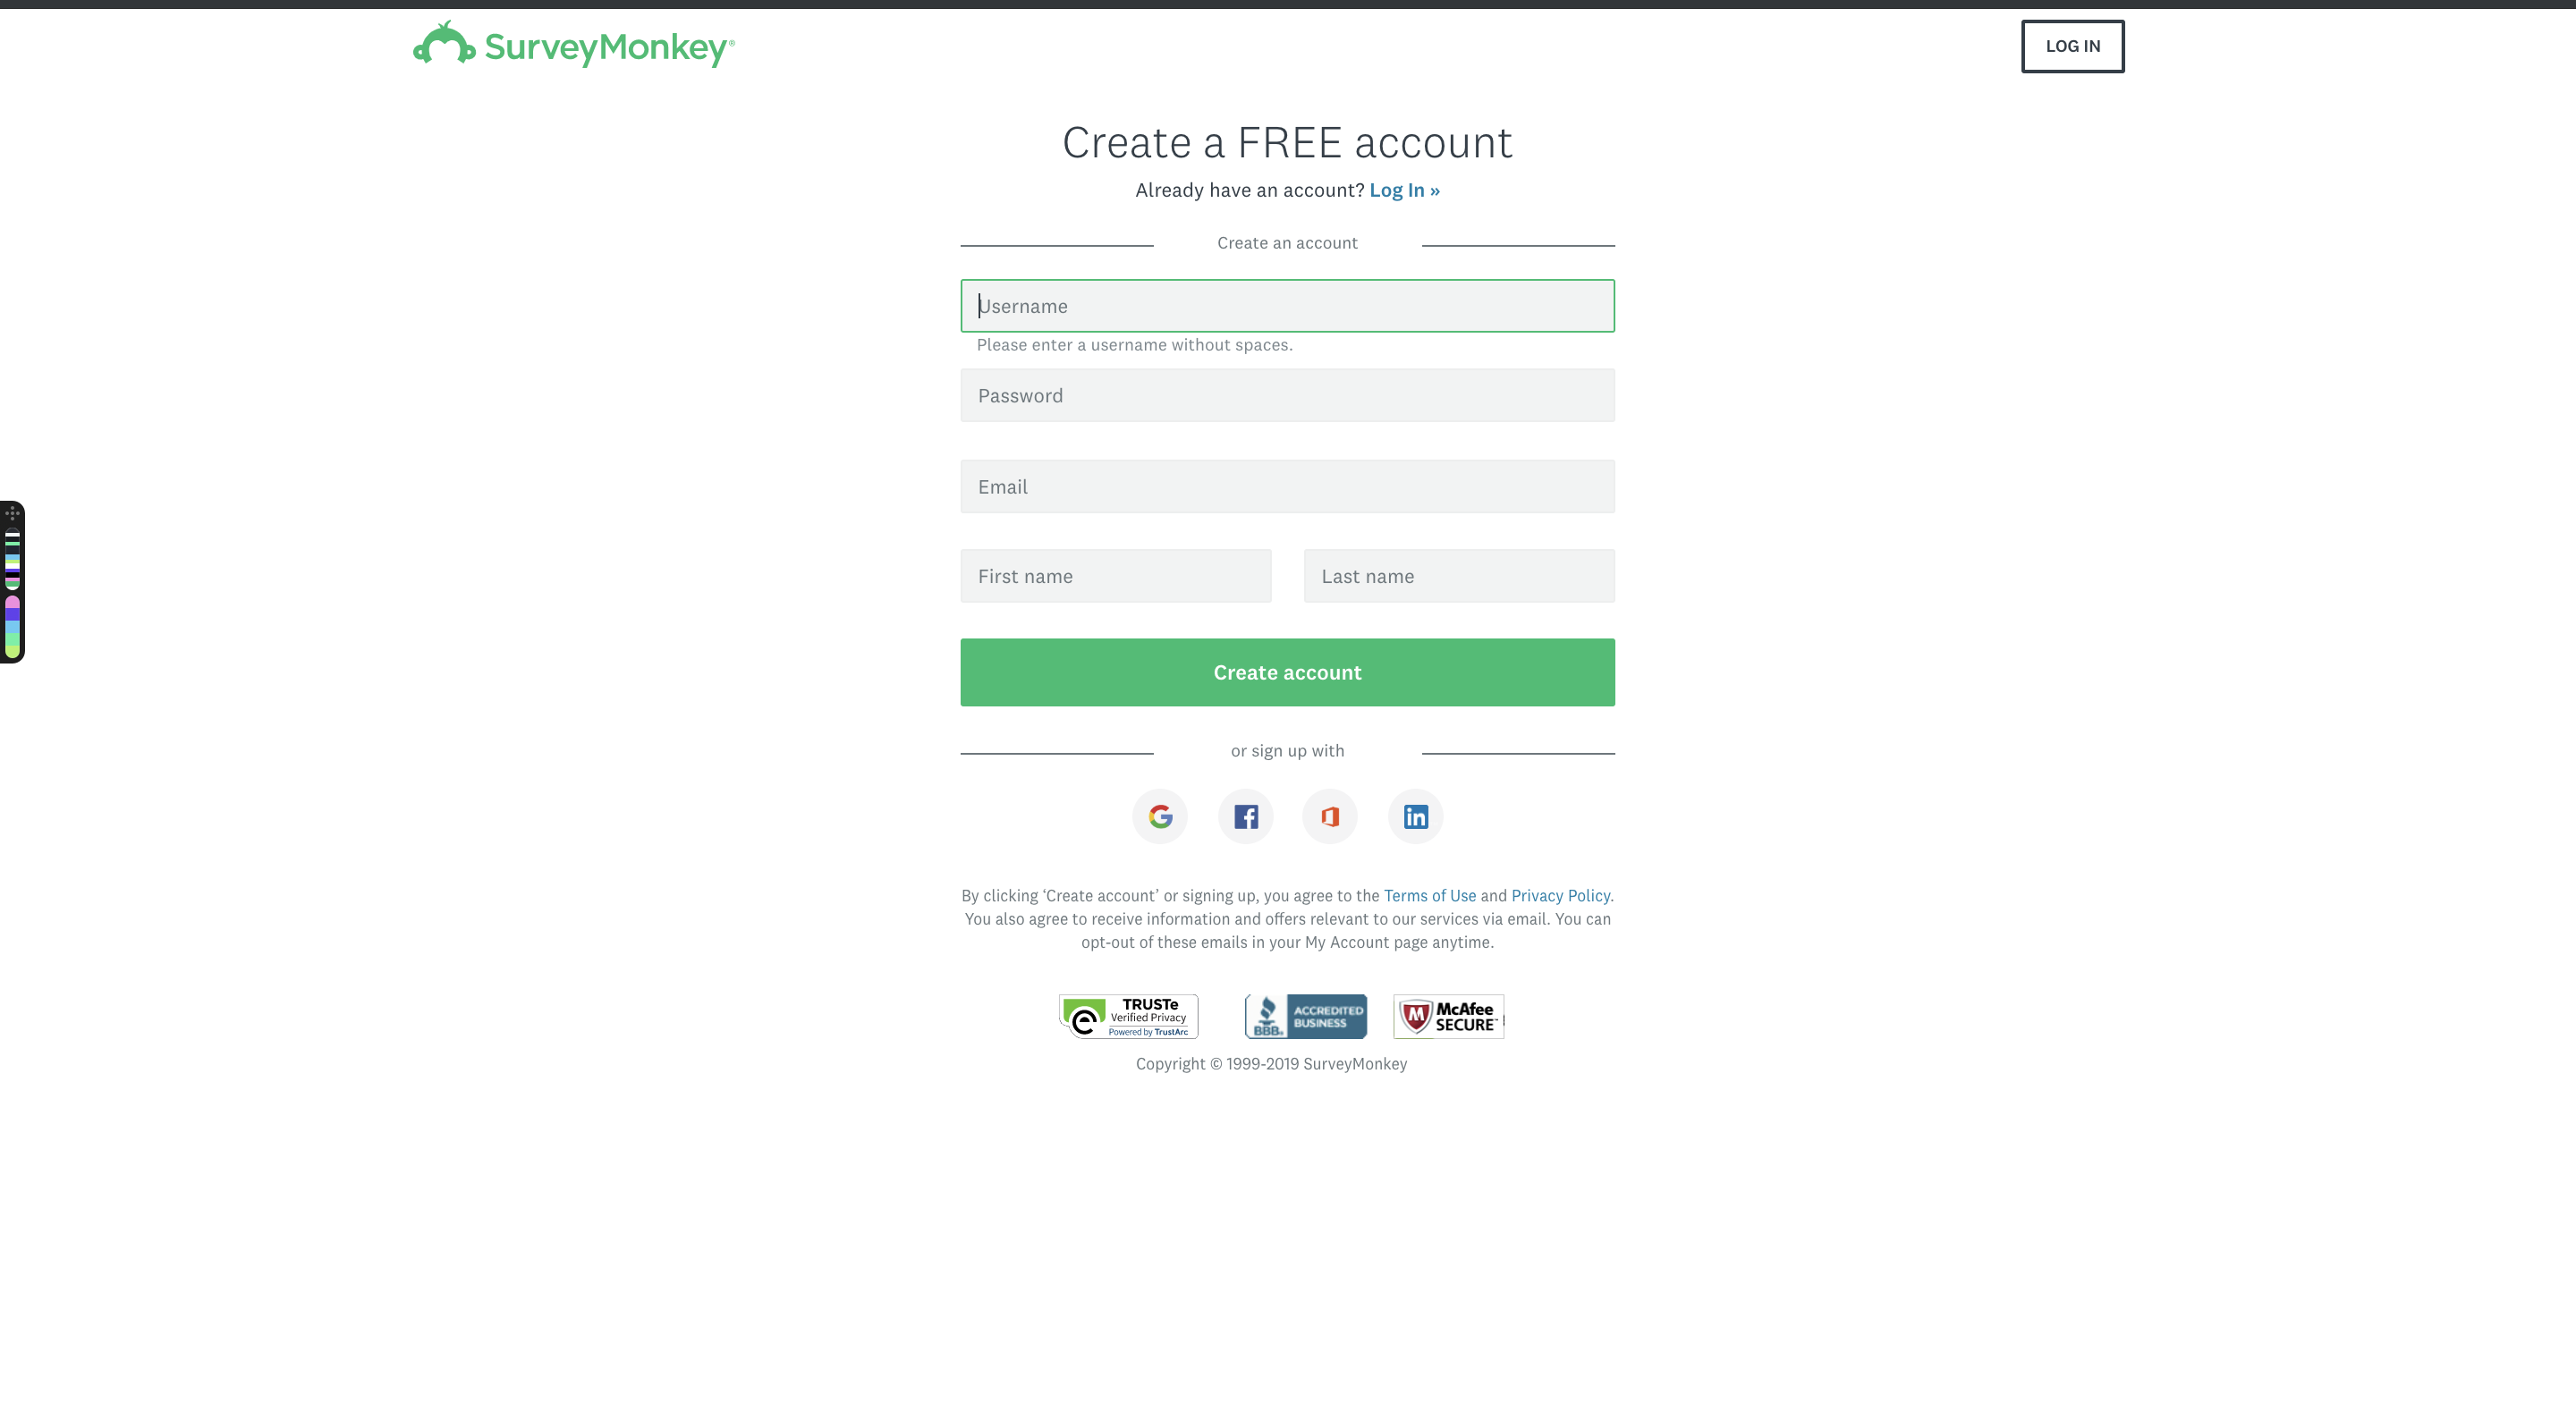 SurveyMonkey®
LOG IN
Create a FREE account
Already have an account? Log In »
Create an account
Username
Please enter a username without spaces.
Password
Email
First name
Last name
Create account
or sign up with
By clicking ‘Create account’ or signing up, you agree to the Terms of Use and Privacy Policy.
You also agree to receive information and offers relevant to our services via email. You can
opt-out of these emails in your My Account page anytime.
TRUSTe
Verified Privacy
Powered by TrustArc
BBB.
ACCREDITED
BUSINESS
McAfee
SECURE™
Copyright © 1999-2019 SurveyMonkey